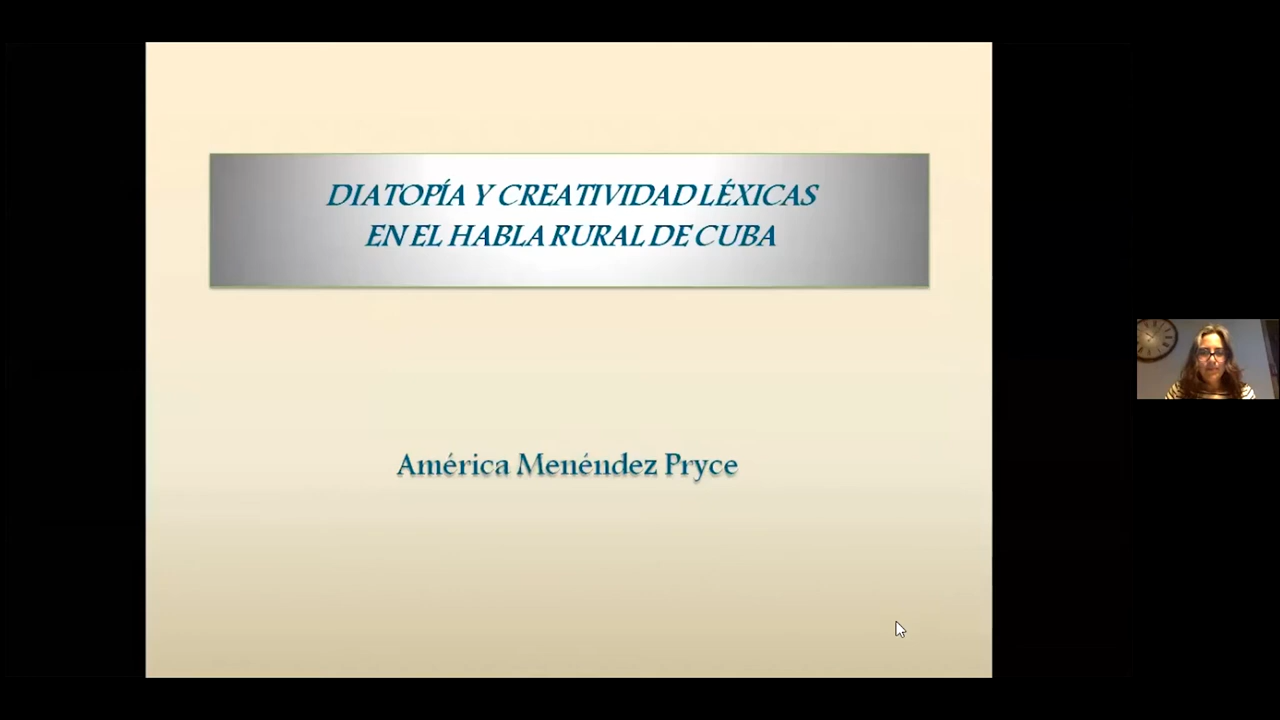 DIATOPÍA Y CREATIVIDAD LÉXICAS
EN EL HABLA RURAL DE CUBA
América Menéndez Pryce